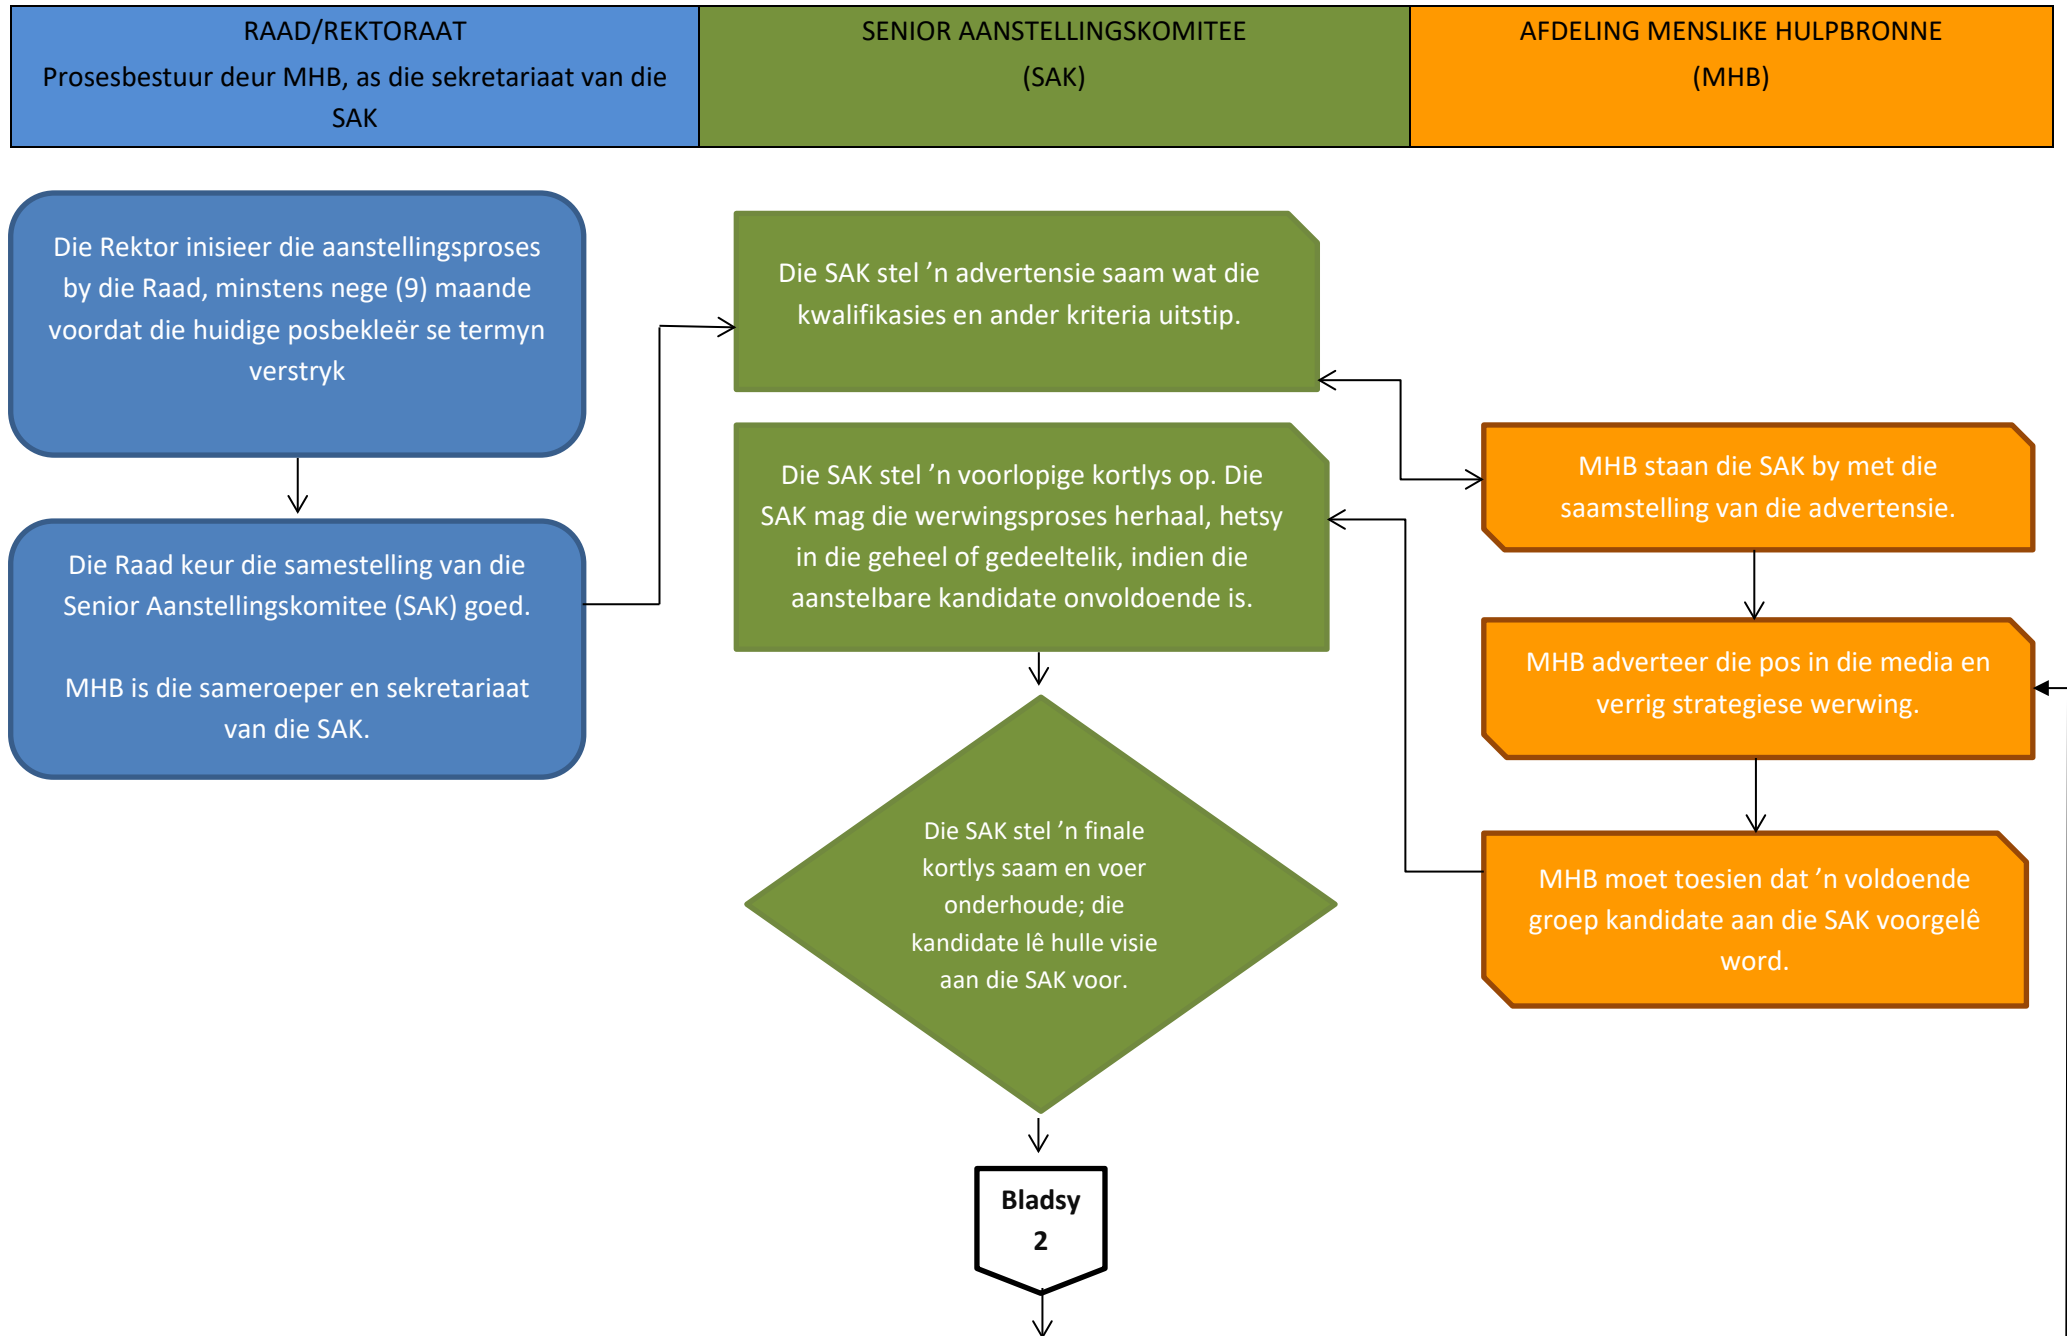 RAAD/REKTORAAT
Prosesbestuur deur MHB, as die sekretariaat van die
SAK
SENIOR AANSTELLINGSKOMITEE
(SAK)
AFDELING MENSLIKE HULPBRONNE
(MHB)
Die Rektor inisieer die aanstellingsproses
by die Raad, minstens nege (9) maande
voordat die huidige posbekleër se termyn
verstryk
Die Raad keur die samestelling van die
Senior Aanstellingskomitee (SAK) goed.
MHB is die sameroeper en sekretariaat
van die SAK.
Die SAK stel ’n advertensie saam wat die
kwalifikasies en ander kriteria uitstip.
MHB staan die SAK by met die
saamstelling van die advertensie.
MHB adverteer die pos in die media en
verrig strategiese werwing.
MHB moet toesien dat ’n voldoende
groep kandidate aan die SAK voorgelê
word.
Die SAK stel ’n voorlopige kortlys op. Die
SAK mag die werwingsproses herhaal, hetsy
in die geheel of gedeeltelik, indien die
aanstelbare kandidate onvoldoende is.
Die SAK stel ’n finale
kortlys saam en voer
onderhoude; die
kandidate lê hulle visie
aan die SAK voor.
Bladsy
2